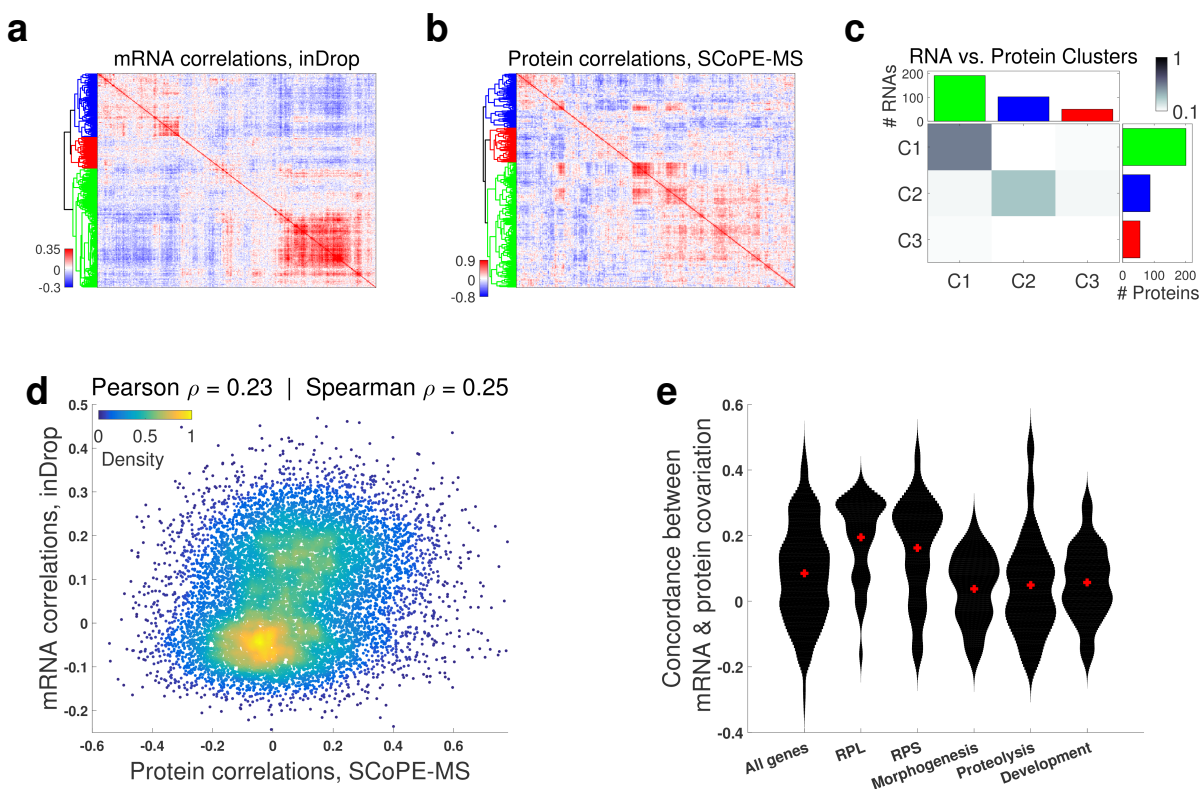 a
mRNA correlations, inDrop
0.35
0
-0.3
b
Protein correlations, SCoPE-MS
0.9
0
-0.8
c
RNA vs. Protein Clusters
# RNAs
200
100
0
1
0.1
C1
C2
C3
C1
C2
C3
0
100
200
# Proteins
d
Pearson ρ = 0.23 | Spearman ρ = 0.25
0.5
0.4
0.3
0.2
0.1
0
-0.1
-0.2
0
0.5
1
Density
mRNA correlations, inDrop
-0.6
-0.4
-0.2
0
0.2
0.4
0.6
Protein correlations, SCoPE-MS
e
Concordance between
mRNA & protein covariation
0.6
0.4
0.2
0
-0.2
-0.4
All genes
RPL
RPS
Morphogenesis
Proteolysis
Development